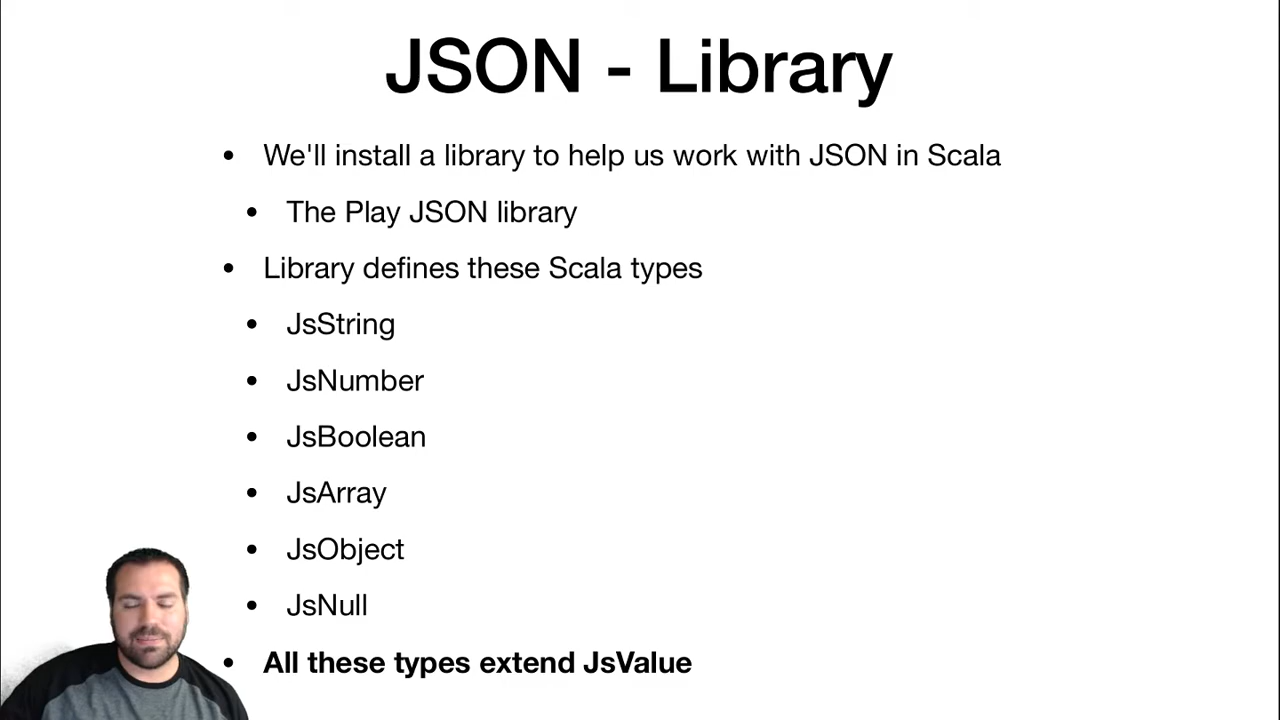 JSON - Library
• We'll install a library to help us work with JSON in Scala
• The Play JSON library
• Library defines these Scala types
• JsString
• JsNumber
• JsBoolean
• JsArray
• JsObject
• JsNull
• All these types extend JsValue